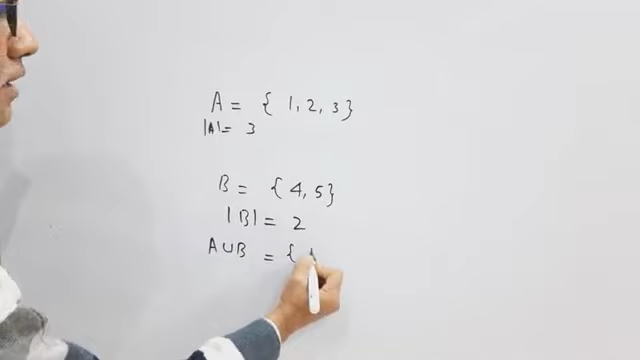 A = { 1, 2, 3}
|A| = 3
B = { 4, 5}
|B| = 2
A∪B = {